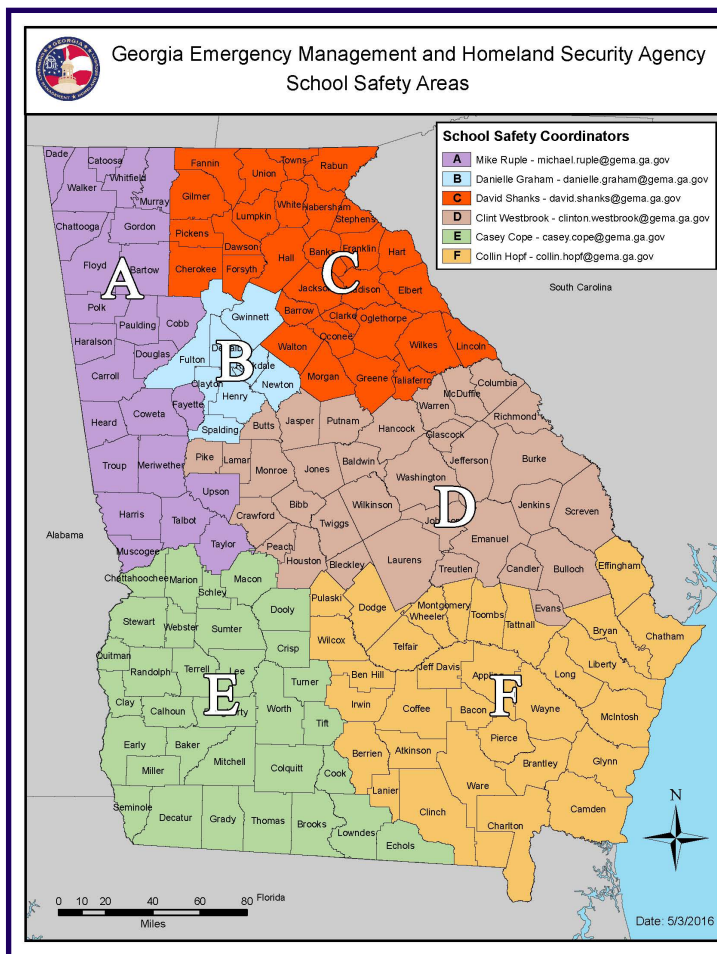 Georgia Emergency Management and Homeland Security Agency
School Safety Areas
School Safety Coordinators
A Mike Ruple - michael.ruple@gema.ga.gov
B Danielle Graham - danielle.graham@gema.ga.gov
C David Shanks - david.shanks@gema.ga.gov
D Clint Westbrook - clinton.westbrook@gema.ga.gov
E Casey Cope - casey.cope@gema.ga.gov
F Collin Hopf - collin.hopf@gema.ga.gov
South Carolina
Dade
Catoosa
Whitfield
Walker
Murray
Chattooga
Gordon
Floyd
Bartow
A
Polk
Paulding
Cobb
Haralson
Douglas
Carroll
Fayette
Heard
Coweta
Troup
Meriwether
Upson
Harris
Talbot
Taylor
Muscogee
Fannin
Union
Towns
Rabun
Gilmer
Lumpkin
White
Habersham
Stephens
Pickens
Dawson
Hall
Banks
Franklin
Hart
Cherokee
Forsyth
C
Jackson
Elbert
Barrow
Clarke
Oglethorpe
Oconee
Walton
Wilkes
Lincoln
Morgan
Greene
Taliaferro
Gwinnett
Fulton
B
Clayton
Newton
Henry
Spalding
Columbia
McDuffie
Warren
Richmond
Butts
Jasper
Putnam
Hancock
Glascock
Pike
Lamar
Monroe
Jones
Baldwin
Washington
Jefferson
Burke
Bibb
Wilkinson
D
Jenkins
Screven
Crawford
Twiggs
Emanuel
Peach
Houston
Bleckley
Laurens
Treutlen
Candler
Bulloch
Evans
Alabama
Chattahoochee
Marion
Macon
Schley
Dooly
Stewart
Webster
Sumter
Crisp
Quitman
Randolph
Terrell
Lee
Turner
Clay
Calhoun
E
Worth
Tift
Early
Baker
Mitchell
Colquitt
Cook
Miller
Seminole
Decatur
Grady
Thomas
Brooks
Lowndes
Echols
Effingham
Pulaski
Dodge
Montgomery
Wheeler
Toombs
Tattnall
Bryan
Chatham
Wilcox
Telfair
Liberty
Ben Hill
Jeff Davis
Long
Irwin
Coffee
Bacon
F
Wayne
McIntosh
Berrien
Atkinson
Pierce
Brantley
Glynn
Lanier
Ware
Clinch
Camden
Charlton
N
0 10 20 40 60 80
Miles
Florida
Date: 5/3/2016